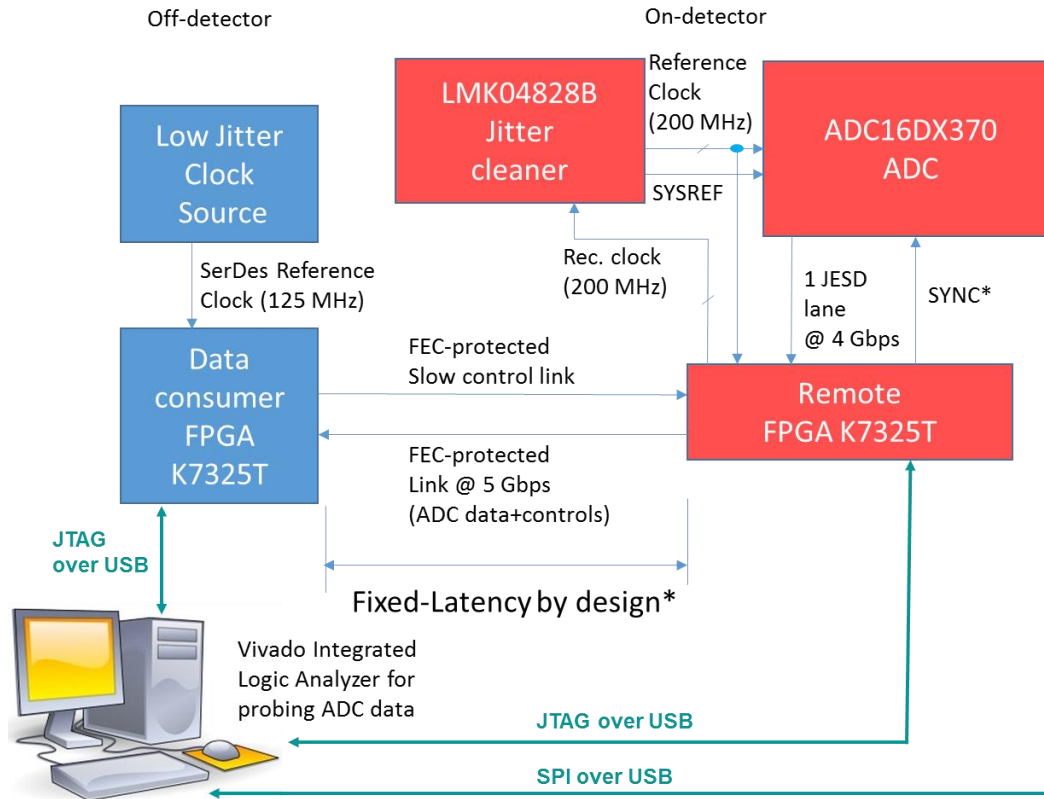 Off-detector
On-detector
LMK04828B
Jitter
cleaner
Reference
Clock
(200 MHz)
ADC16DX370
ADC
Low Jitter
Clock
Source
SYSREF
Rec. clock
(200 MHz)
1 JESD
lane
@ 4 Gbps
SYNC*
SerDes Reference
Clock (125 MHz)
Data
consumer
FPGA
K7325T
FEC-protected
Slow control link
Remote
FPGA K7325T
FEC-protected
Link @ 5 Gbps
(ADC data+controls)
JTAG
over USB
Fixed-Latency by design*
Vivado Integrated
Logic Analyzer for
probing ADC data
JTAG over USB
SPI over USB